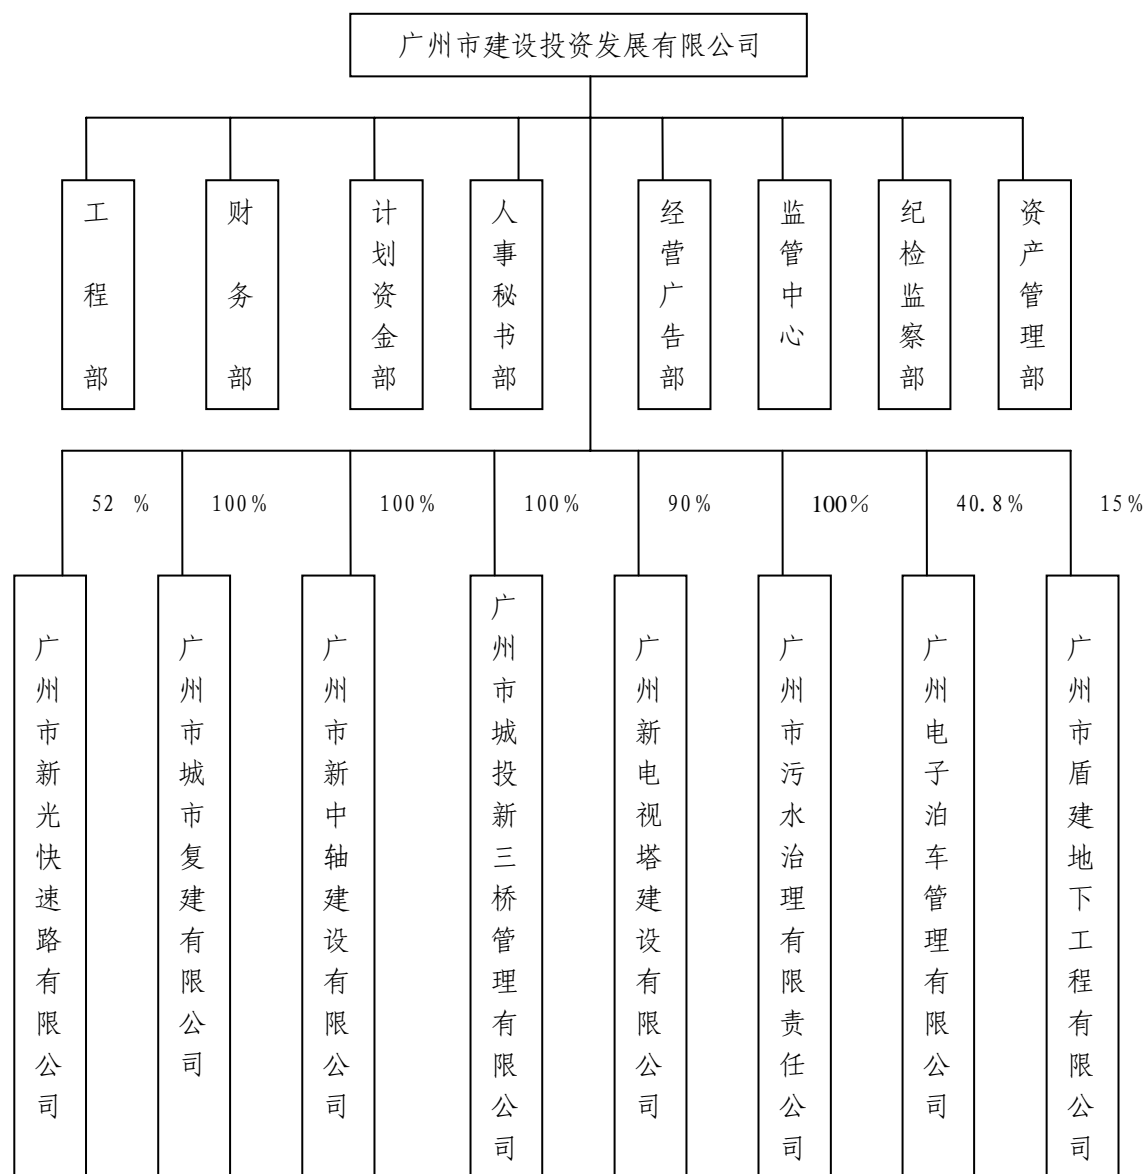 广州市建设投资发展有限公司
工程部
财务部
计划资金部
人事秘书部
经营广告部
监管中心
纪检监察部
资产管理部
52 %
100%
100%
100%
90%
100%
40.8%
15%
广州市新光快速路有限公司
广州市城市复建有限公司
广州市新中轴建设有限公司
广州市城投新三桥管理有限公司
广州新电视塔建设有限公司
广州市污水治理有限责任公司
广州电子泊车管理有限公司
广州市盾建地下工程有限公司